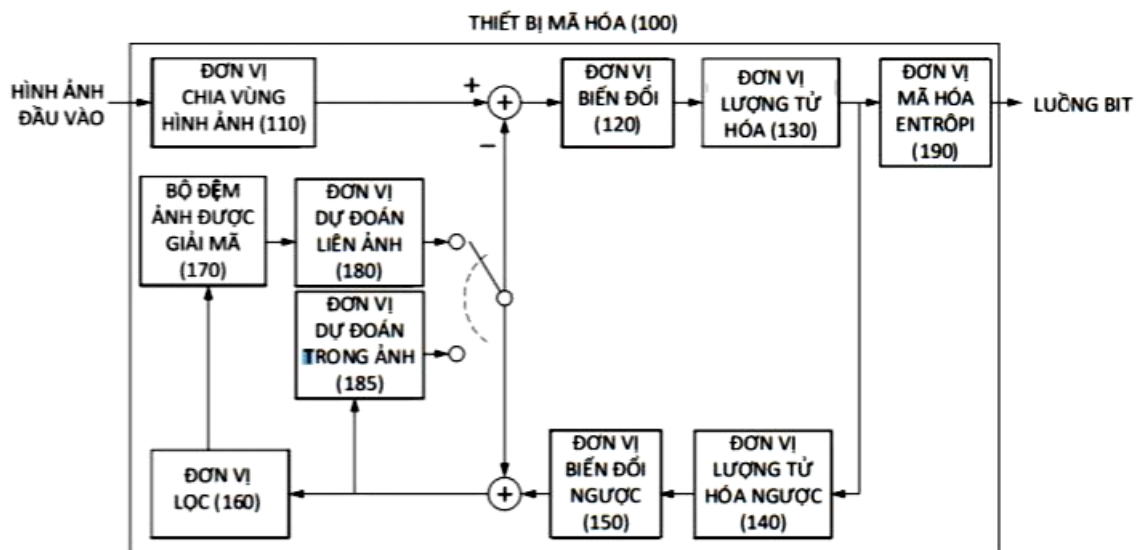 THIẾT BỊ MÃ HÓA (100)
HÌNH ẢNH
ĐẦU VÀO
ĐƠN VỊ
CHIA VÙNG
HÌNH ẢNH (110)
+
−
+
ĐƠN VỊ
BIẾN ĐỔI
(120)
ĐƠN VỊ
LƯỢNG TỬ
HÓA (130)
ĐƠN VỊ
MÃ HÓA
ENTRÔPI
(190)
LUỒNG BIT
BỘ ĐỆM
ẢNH ĐƯỢC
GIẢI MÃ
(170)
ĐƠN VỊ
DỰ ĐOÁN
LIÊN ẢNH
(180)
ĐƠN VỊ
DỰ ĐOÁN
TRONG ẢNH
(185)
ĐƠN VỊ
LỌC (160)
+
ĐƠN VỊ
BIẾN ĐỔI
NGƯỢC
(150)
ĐƠN VỊ
LƯỢNG TỬ
HÓA NGƯỢC
(140)